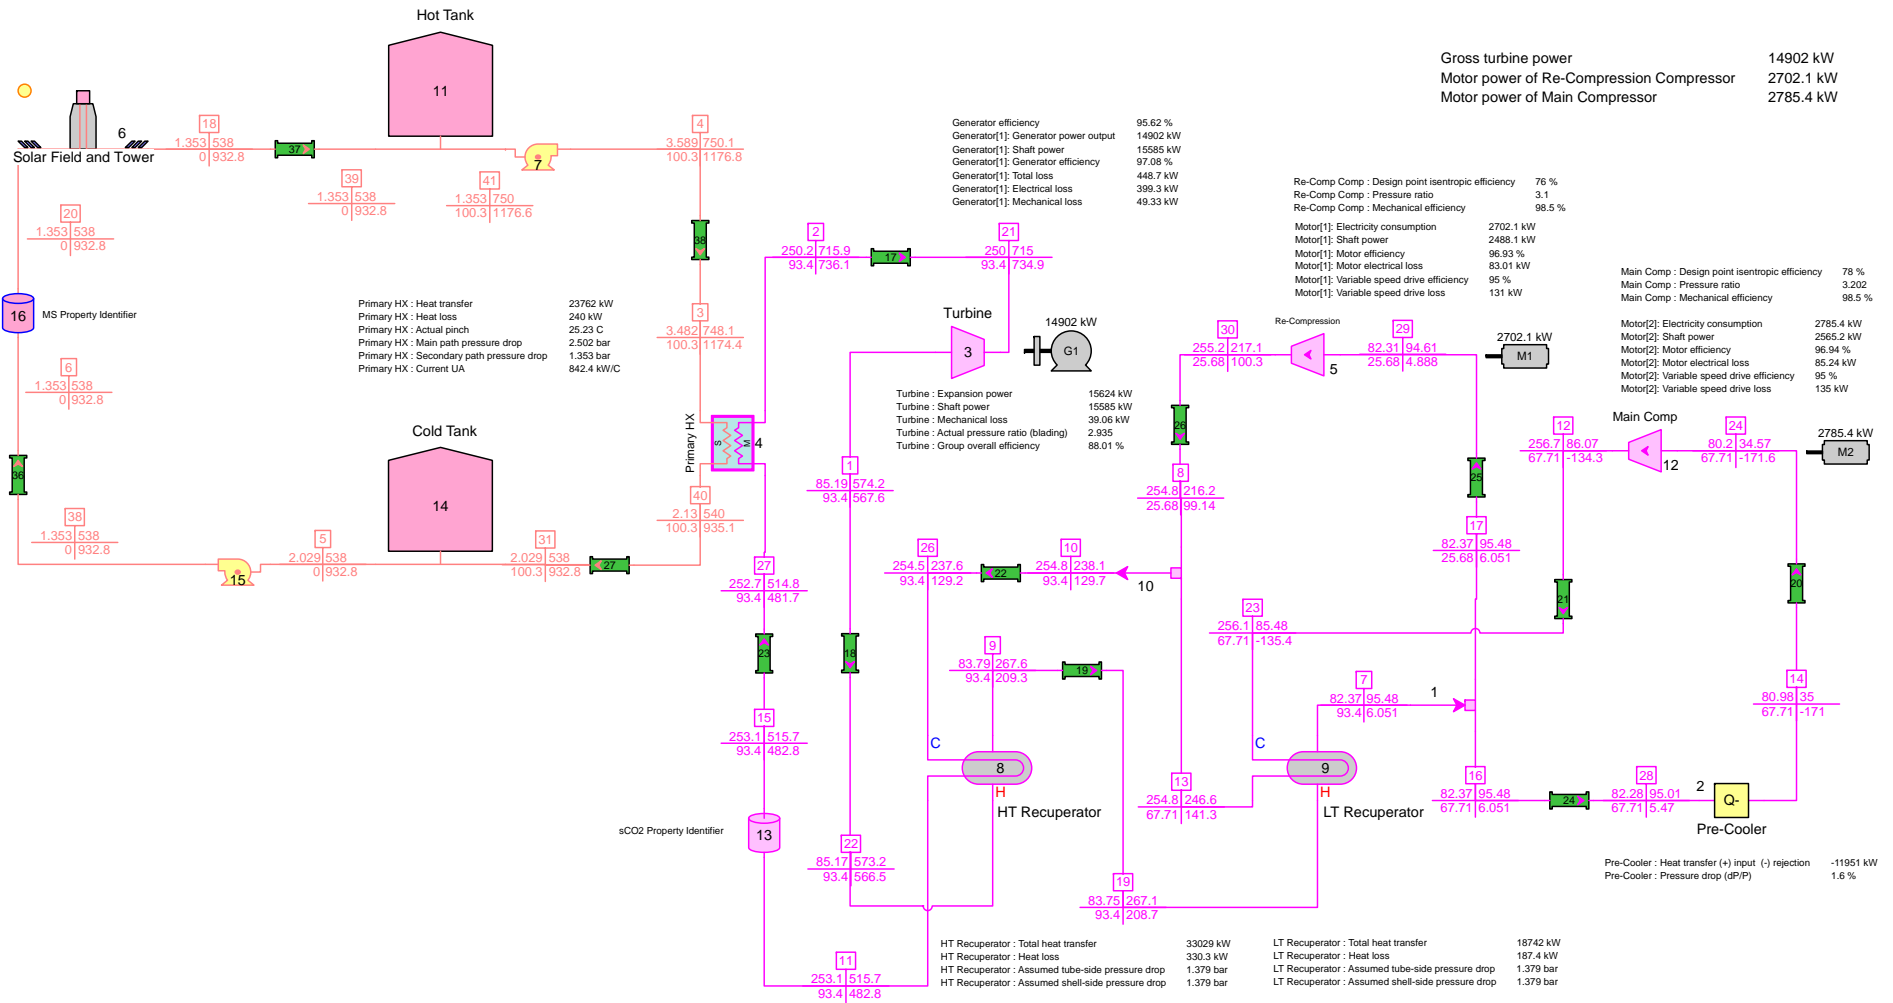 Hot Tank
11
Gross turbine power 14902 kW
Motor power of Re-Compression Compressor 2702.1 kW
Motor power of Main Compressor 2785.4 kW
6
Solar Field and Tower
18
1.353 538
0 932.8
37
7
4
3.589 750.1
100.3 1176.8
39
1.353 538
0 932.8
41
1.353 750
100.3 1176.6
20
1.353 538
0 932.8
38
Generator efficiency 95.62 %
Generator[1]: Generator power output 14902 kW
Generator[1]: Shaft power 15585 kW
Generator[1]: Generator efficiency 97.08 %
Generator[1]: Total loss 448.7 kW
Generator[1]: Electrical loss 399.3 kW
Generator[1]: Mechanical loss 49.33 kW
Re-Comp Comp : Design point isentropic efficiency 76 %
Re-Comp Comp : Pressure ratio 3.1
Re-Comp Comp : Mechanical efficiency 98.5 %
Motor[1]: Electricity consumption 2702.1 kW
Motor[1]: Shaft power 2488.1 kW
Motor[1]: Motor efficiency 96.93 %
Motor[1]: Motor electrical loss 83.01 kW
Motor[1]: Variable speed drive efficiency 95 %
Motor[1]: Variable speed drive loss 131 kW
Main Comp : Design point isentropic efficiency 78 %
Main Comp : Pressure ratio 3.202
Main Comp : Mechanical efficiency 98.5 %
Motor[2]: Electricity consumption 2785.4 kW
Motor[2]: Shaft power 2565.2 kW
Motor[2]: Motor efficiency 96.94 %
Motor[2]: Motor electrical loss 85.24 kW
Motor[2]: Variable speed drive efficiency 95 %
Motor[2]: Variable speed drive loss 135 kW
2
250.2 715.9
93.4 736.1
17
21
250 715
93.4 734.9
16
MS Property Identifier
Primary HX : Heat transfer 23762 kW
Primary HX : Heat loss 240 kW
Primary HX : Actual pinch 25.23 C
Primary HX : Main path pressure drop 2.502 bar
Primary HX : Secondary path pressure drop 1.353 bar
Primary HX : Current UA 842.4 kW/C
3
3.482 748.1
100.3 1174.4
Turbine
3
14902 kW
G1
30
255.2 217.1
25.68 100.3
Re-Compression
5
29
82.31 94.61
25.68 4.888
2702.1 kW
M1
6
1.353 538
0 932.8
Turbine : Expansion power 15624 kW
Turbine : Shaft power 15585 kW
Turbine : Mechanical loss 39.06 kW
Turbine : Actual pressure ratio (blading) 2.935
Turbine : Group overall efficiency 88.01 %
26
12
256.7 86.07
67.71 -134.3
Main Comp
12
24
80.2 34.57
67.71 -171.6
2785.4 kW
M2
Cold Tank
14
Primary HX
S
M
4
36
1
85.19 574.2
93.4 567.6
8
254.8 216.2
25.68 99.14
25
40
2.13 540
100.3 935.1
38
1.353 538
0 932.8
15
5
2.029 538
0 932.8
31
2.029 538
100.3 932.8
27
27
252.7 514.8
93.4 481.7
26
254.5 237.6
93.4 129.2
22
10
254.8 238.1
93.4 129.7
10
17
82.37 95.48
25.68 6.051
20
21
23
256.1 85.48
67.71 -135.4
23
18
9
83.79 267.6
93.4 209.3
19
7
82.37 95.48
93.4 6.051
1
14
80.98 35
67.71 -171
15
253.1 515.7
93.4 482.8
C
8
H
HT Recuperator
C
9
H
LT Recuperator
13
254.8 246.6
67.71 141.3
16
82.37 95.48
67.71 6.051
24
28
82.28 95.01
67.71 5.47
2
Q-
Pre-Cooler
sCO2 Property Identifier
13
22
85.17 573.2
93.4 566.5
19
83.75 267.1
93.4 208.7
Pre-Cooler : Heat transfer (+) input (-) rejection -11951 kW
Pre-Cooler : Pressure drop (dP/P) 1.6 %
11
253.1 515.7
93.4 482.8
HT Recuperator : Total heat transfer 33029 kW
HT Recuperator : Heat loss 330.3 kW
HT Recuperator : Assumed tube-side pressure drop 1.379 bar
HT Recuperator : Assumed shell-side pressure drop 1.379 bar
LT Recuperator : Total heat transfer 18742 kW
LT Recuperator : Heat loss 187.4 kW
LT Recuperator : Assumed tube-side pressure drop 1.379 bar
LT Recuperator : Assumed shell-side pressure drop 1.379 bar